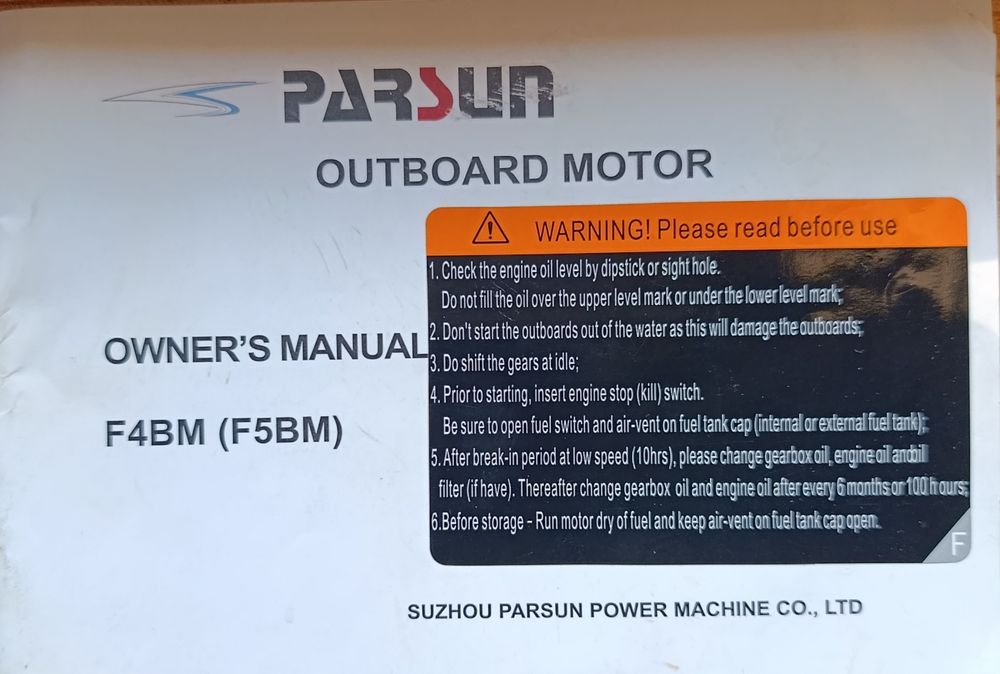 PARSUN
OUTBOARD MOTOR
WARNING! Please read before use
1. Check the engine oil level by dipstick or sight hole.
Do not fill the oil over the upper level mark or under the lower level mark;
2. Don't start the outboards out of the water as this will damage the outboards;
3. Do shift the gears at idle;
4. Prior to starting, insert engine stop (kill) switch.
Be sure to open fuel switch and air-vent on fuel tank cap (internal or external fuel tank);
5. After break-in period at low speed (10hrs), please change gearbox oil, engine oil and oil
filter (if have). Thereafter change gearbox oil and engine oil after every 6 months or 100 hours;
6.Before storage - Run motor dry of fuel and keep air-vent on fuel tank cap open.
F
OWNER'S MANUAL
F4BM (F5BM)
SUZHOU PARSUN POWER MACHINE CO., LTD